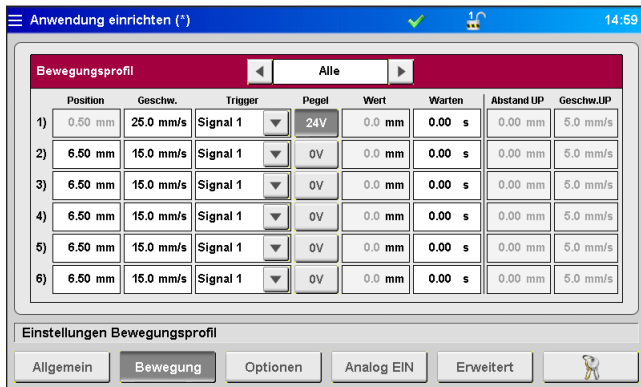 Anwendung einrichten (*) 14:59
Bewegungsprofil Alle
Position Geschw. Trigger Pegel Wert Warten Abstand UP Geschw.UP
1) 0.50 mm 25.0 mm/s Signal 1 24V 0.0 mm 0.00 s 0.00 mm 5.0 mm/s
2) 6.50 mm 15.0 mm/s Signal 1 0V 0.0 mm 0.00 s 0.00 mm 5.0 mm/s
3) 6.50 mm 15.0 mm/s Signal 1 0V 0.0 mm 0.00 s 0.00 mm 5.0 mm/s
4) 6.50 mm 15.0 mm/s Signal 1 0V 0.0 mm 0.00 s 0.00 mm 5.0 mm/s
5) 6.50 mm 15.0 mm/s Signal 1 0V 0.0 mm 0.00 s 0.00 mm 5.0 mm/s
6) 6.50 mm 15.0 mm/s Signal 1 0V 0.0 mm 0.00 s 0.00 mm 5.0 mm/s
Einstellungen Bewegungsprofil
Allgemein Bewegung Optionen Analog EIN Erweitert